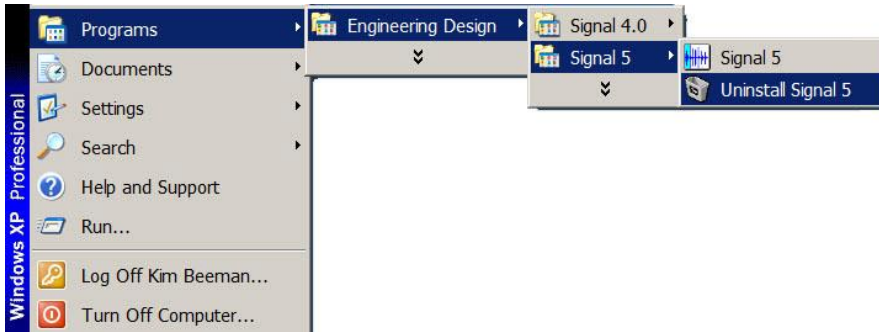 Programs
Documents
Settings
Search
Help and Support
Run...
Log Off Kim Beeman...
Turn Off Computer...
Windows XP Professional
Engineering Design
Signal 4.0
Signal 5
Signal 5
Uninstall Signal 5